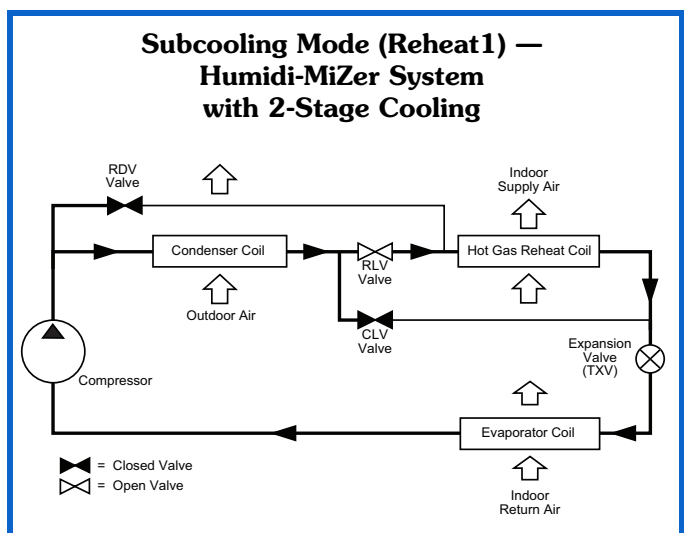 Subcooling Mode (Reheat1) —
Humidi-MiZer System
with 2-Stage Cooling
RDV
Valve
Indoor
Supply Air
Condenser Coil
RLV
Valve
Hot Gas Reheat Coil
Outdoor Air
CLV
Valve
Compressor
Expansion
Valve
(TXV)
Evaporator Coil
= Closed Valve
= Open Valve
Indoor
Return Air